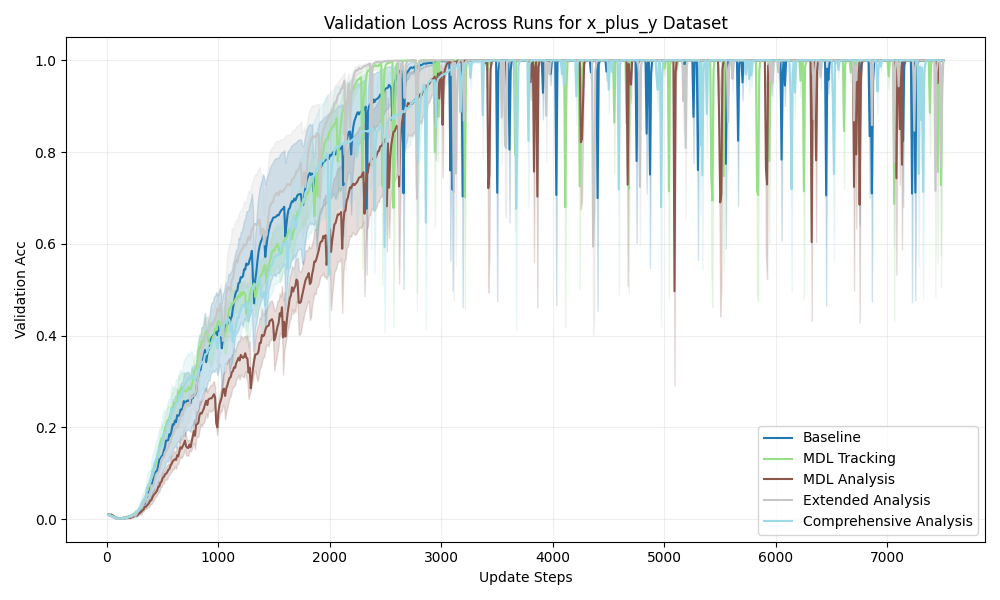 Validation Loss Across Runs for x_plus_y Dataset
Validation Acc
1.0
0.8
0.6
0.4
0.2
0.0
0 1000 2000 3000 4000 5000 6000 7000
Update Steps
Baseline
MDL Tracking
MDL Analysis
Extended Analysis
Comprehensive Analysis